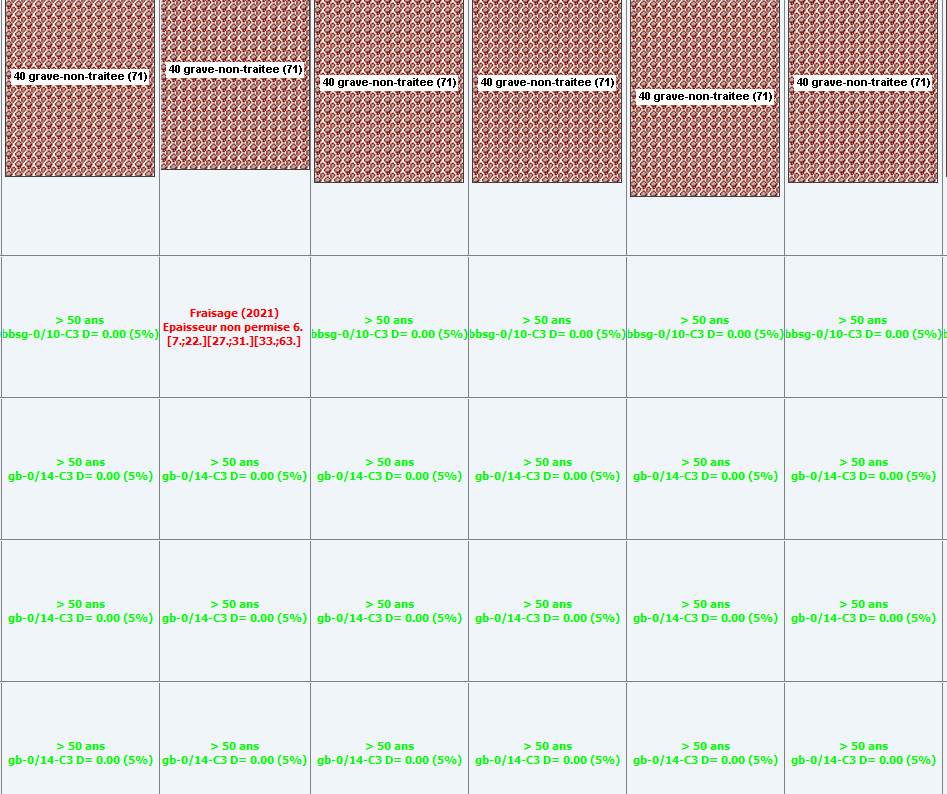 40 grave-non-traitee (71)
40 grave-non-traitee (71)
40 grave-non-traitee (71)
40 grave-non-traitee (71)
40 grave-non-traitee (71)
40 grave-non-traitee (71)
> 50 ans
bbsg-0/10-C3 D= 0.00 (5%)
Fraisage (2021)
Epaisseur non permise 6.
[7.;22.][27.;31.][33.;63.]
> 50 ans
bbsg-0/10-C3 D= 0.00 (5%)
> 50 ans
bbsg-0/10-C3 D= 0.00 (5%)
> 50 ans
bbsg-0/10-C3 D= 0.00 (5%)
> 50 ans
bbsg-0/10-C3 D= 0.00 (5%)
> 50 ans
gb-0/14-C3 D= 0.00 (5%)
> 50 ans
gb-0/14-C3 D= 0.00 (5%)
> 50 ans
gb-0/14-C3 D= 0.00 (5%)
> 50 ans
gb-0/14-C3 D= 0.00 (5%)
> 50 ans
gb-0/14-C3 D= 0.00 (5%)
> 50 ans
gb-0/14-C3 D= 0.00 (5%)
> 50 ans
gb-0/14-C3 D= 0.00 (5%)
> 50 ans
gb-0/14-C3 D= 0.00 (5%)
> 50 ans
gb-0/14-C3 D= 0.00 (5%)
> 50 ans
gb-0/14-C3 D= 0.00 (5%)
> 50 ans
gb-0/14-C3 D= 0.00 (5%)
> 50 ans
gb-0/14-C3 D= 0.00 (5%)
> 50 ans
gb-0/14-C3 D= 0.00 (5%)
> 50 ans
gb-0/14-C3 D= 0.00 (5%)
> 50 ans
gb-0/14-C3 D= 0.00 (5%)
> 50 ans
gb-0/14-C3 D= 0.00 (5%)
> 50 ans
gb-0/14-C3 D= 0.00 (5%)
> 50 ans
gb-0/14-C3 D= 0.00 (5%)